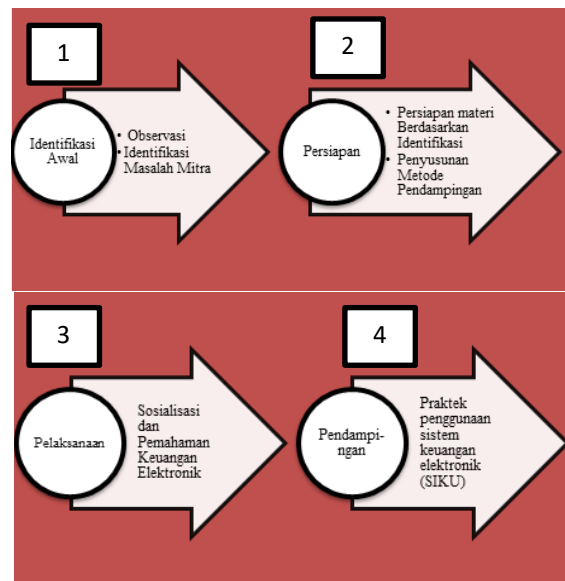 1
Identifikasi
Awal
• Observasi
• Identifikasi
Masalah Mitra
2
Persiapan
• Persiapan materi
Berdasarkan
Identifikasi
• Penyusunan
Metode
Pendampingan
3
Pelaksanaan
Sosialisasi
dan
Pemahaman
Keuangan
Elektronik
4
Pendampi-
ngan
Praktek
penggunaan
sistem
keuangan
elektronik
(SIKU)